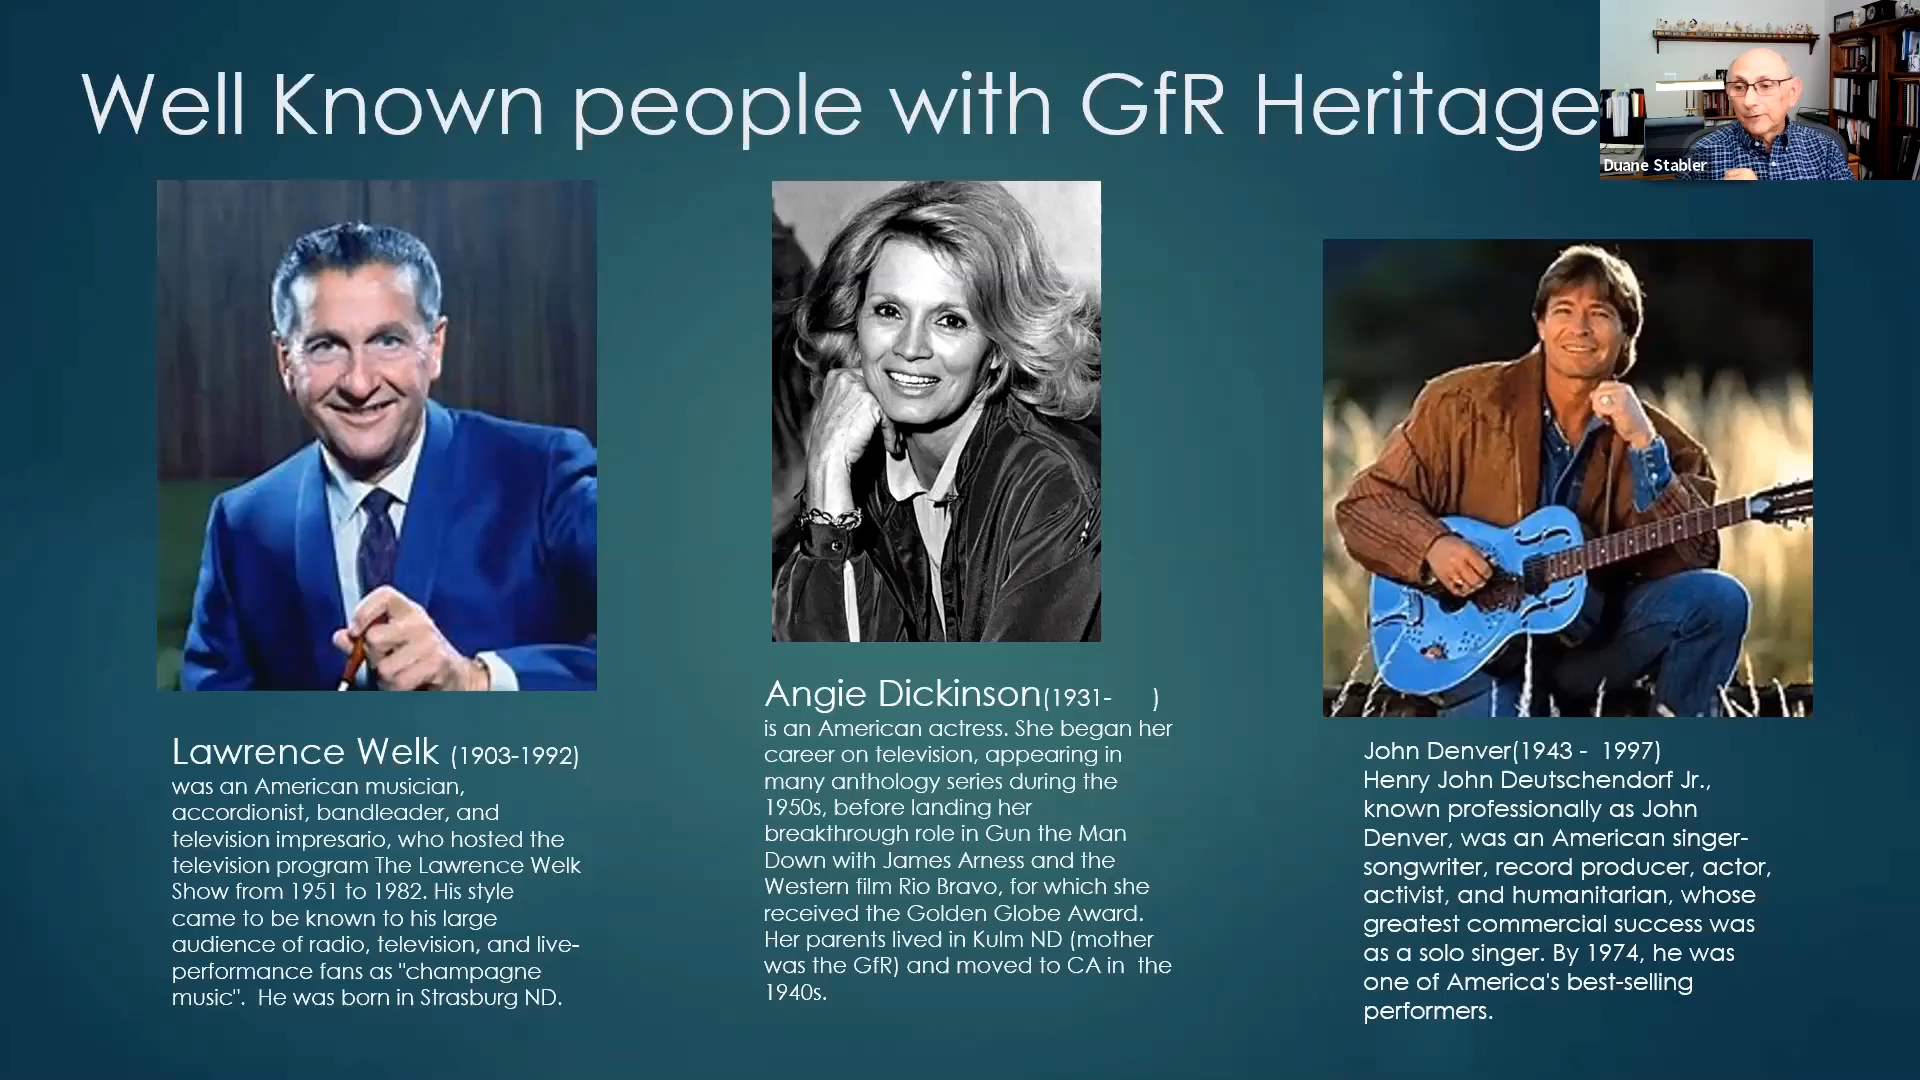 Well Known people with GfR Heritage
Duane Stabler
Lawrence Welk (1903-1992)
was an American musician,
accordionist, bandleader, and
television impresario, who hosted the
television program The Lawrence Welk
Show from 1951 to 1982. His style
came to be known to his large
audience of radio, television, and live-
performance fans as "champagne
music".  He was born in Strasburg ND.
Angie Dickinson(1931-      )
is an American actress. She began her
career on television, appearing in
many anthology series during the
1950s, before landing her
breakthrough role in Gun the Man
Down with James Arness and the
Western film Rio Bravo, for which she
received the Golden Globe Award.
Her parents lived in Kulm ND (mother
was the GfR) and moved to CA in  the
1940s.
John Denver(1943 -  1997)
Henry John Deutschendorf Jr.,
known professionally as John
Denver, was an American singer-
songwriter, record producer, actor,
activist, and humanitarian, whose
greatest commercial success was
as a solo singer. By 1974, he was
one of America's best-selling
performers.